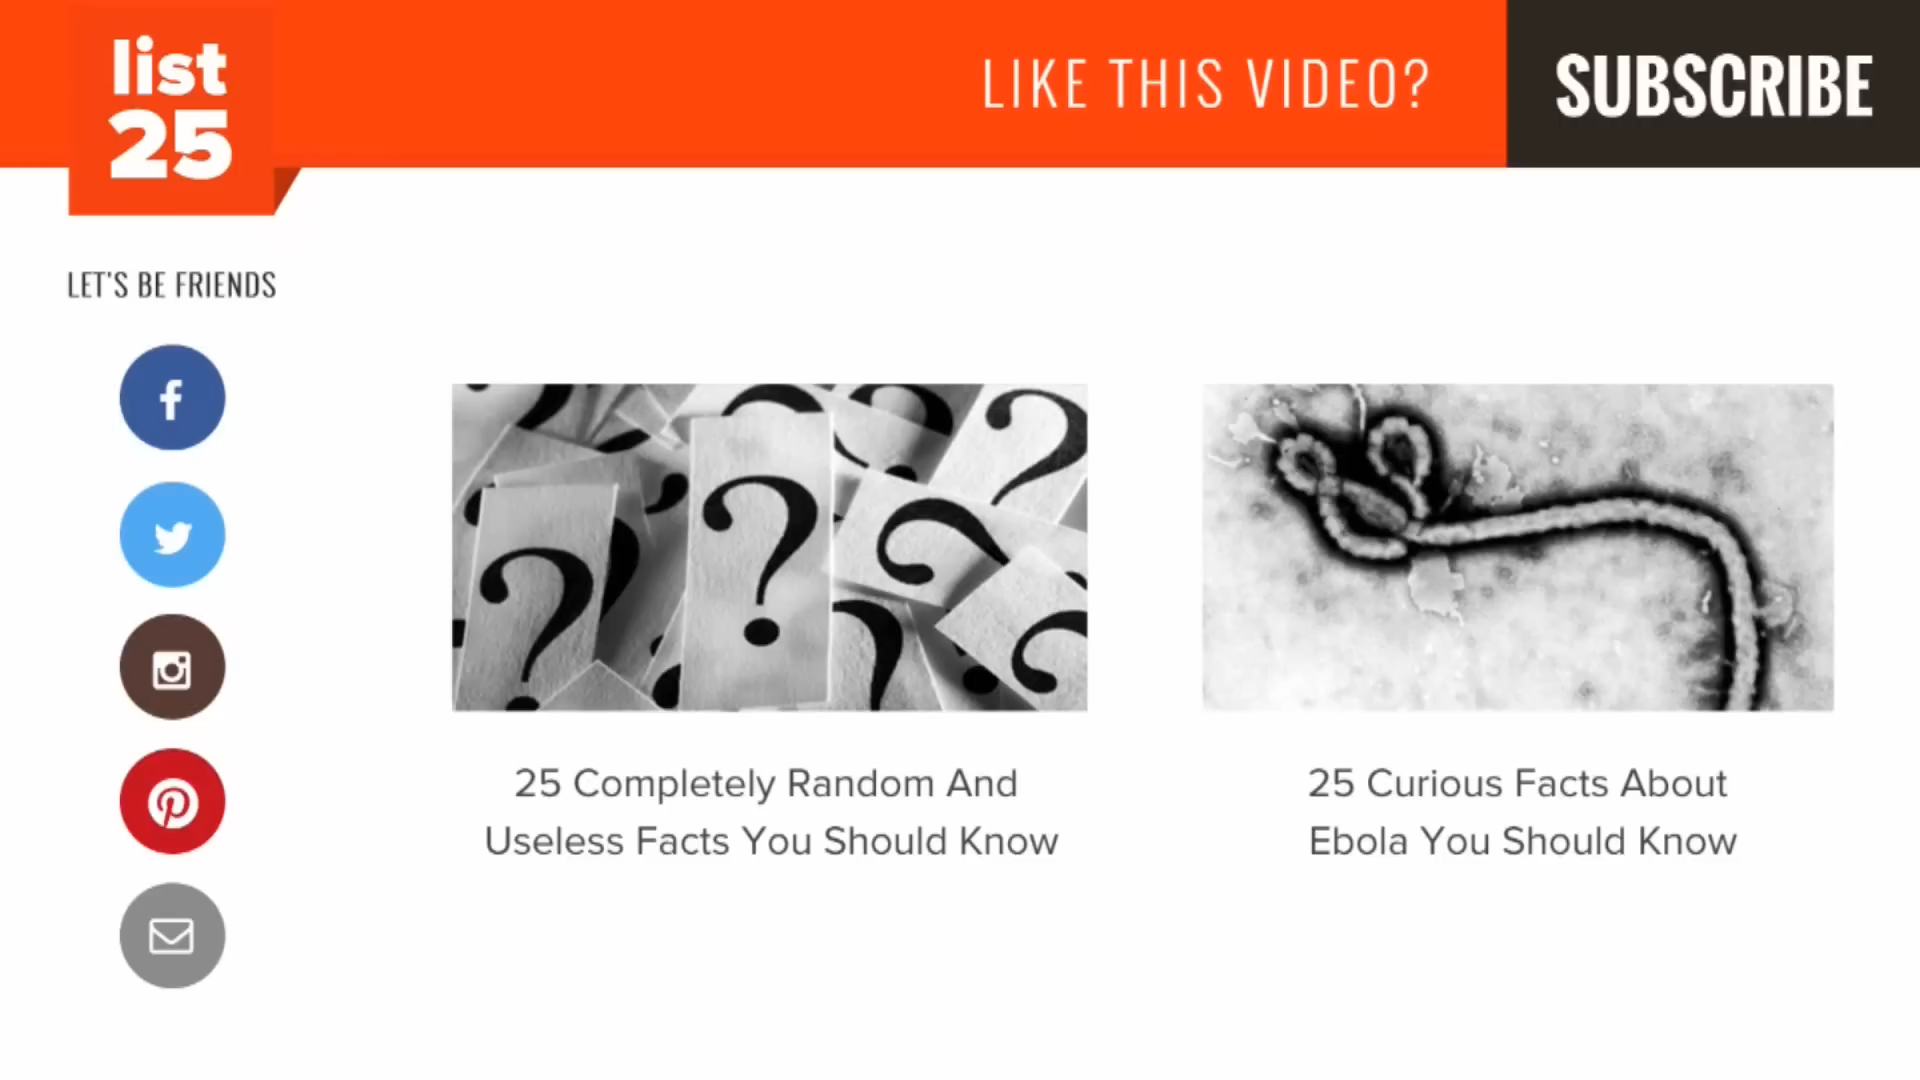 list
25
LIKE THIS VIDEO?
SUBSCRIBE
LET'S BE FRIENDS
25 Completely Random And
Useless Facts You Should Know
25 Curious Facts About
Ebola You Should Know